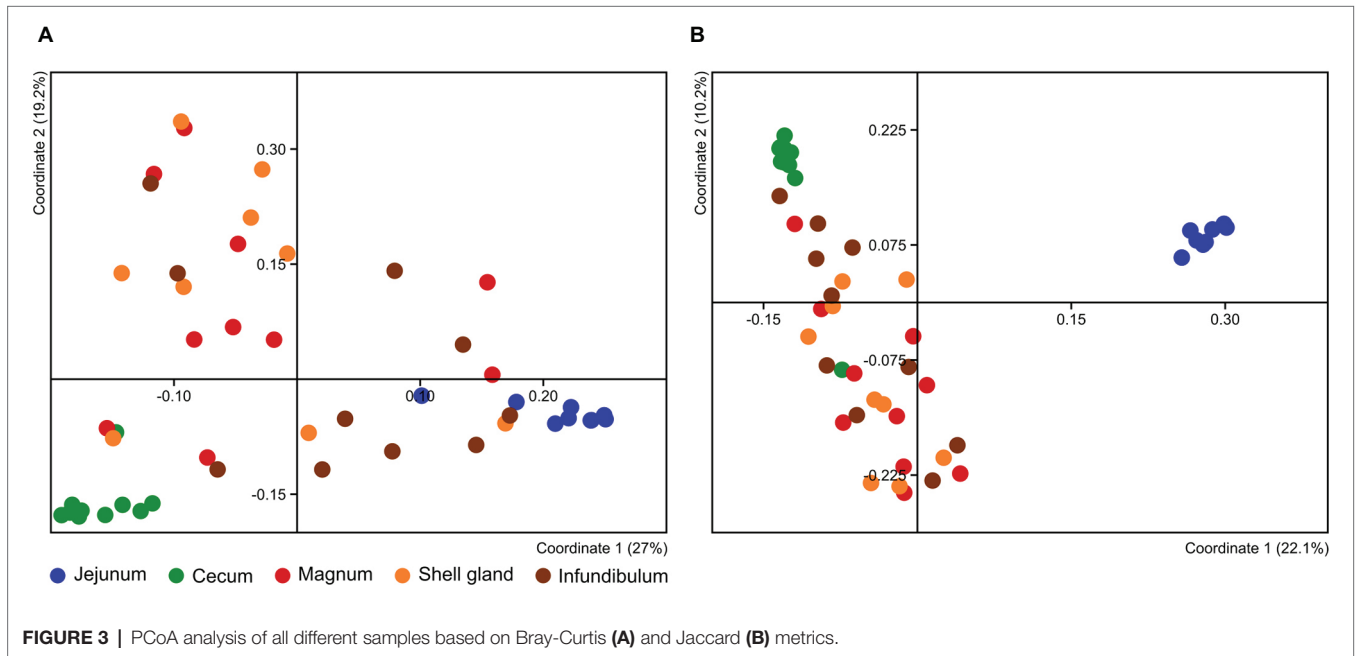 A
B
Coordinate 2 (19.2%)
0.30
0.15
-0.10
0.10
0.20
-0.15
Coordinate 1 (27%)
Coordinate 2 (10.2%)
0.225
0.075
-0.15
0.15
0.30
-0.075
-0.225
Coordinate 1 (22.1%)
Jejunum Cecum Magnum Shell gland Infundibulum
FIGURE 3 | PCoA analysis of all different samples based on Bray-Curtis (A) and Jaccard (B) metrics.